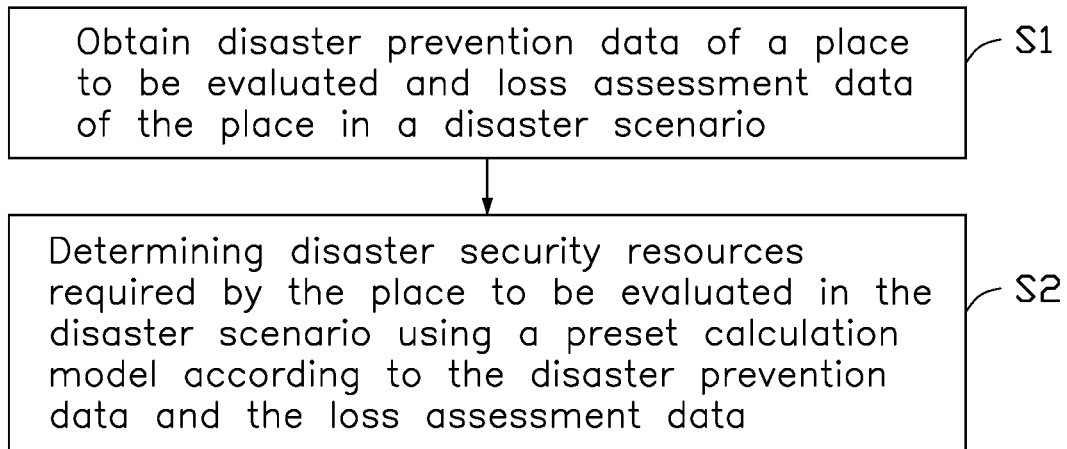 Obtain disaster prevention data of a place
to be evaluated and loss assessment data
of the place in a disaster scenario
S1
Determining disaster security resources
required by the place to be evaluated in the
disaster scenario using a preset calculation
model according to the disaster prevention
data and the loss assessment data
S2